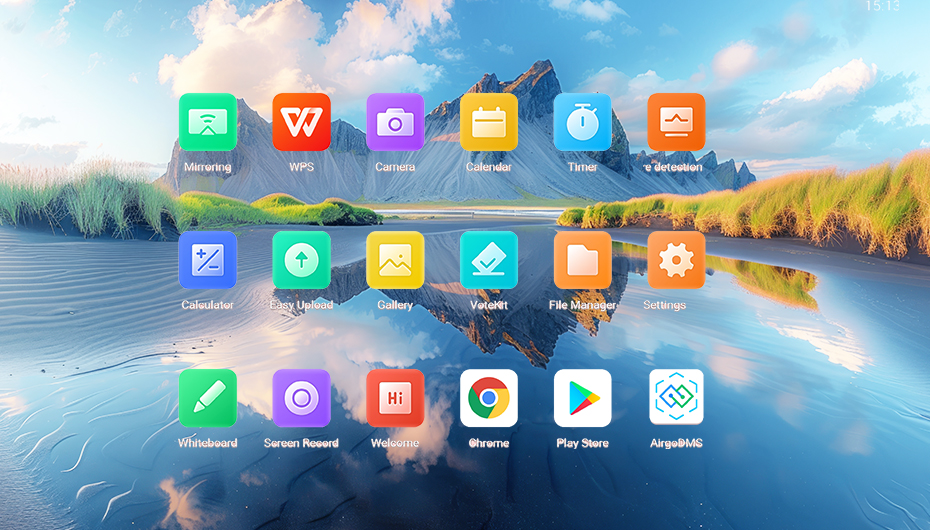 15:13
Mirroring
WPS
Camera
Calendar
Timer
e detection
Calculator
Easy Upload
Gallery
VoteKit
File Manager
Settings
Hi
Whiteboard
Screen Record
Welcome
Chrome
Play Store
AirgoDMS